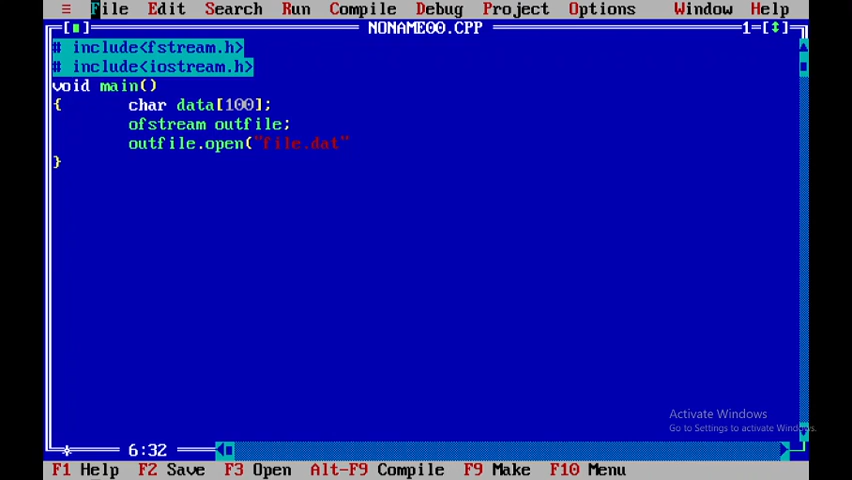 ≡ File Edit Search Run Compile Debug Project Options Window Help
[■] NONAME00.CPP 1=[↕]
# include<fstream.h>
# include<iostream.h>
void main()
{ char data[100];
ofstream outfile;
outfile.open("file.dat"
}
Activate Windows
Go to Settings to activate Windows.
* 6:32
F1 Help F2 Save F3 Open Alt-F9 Compile F9 Make F10 Menu